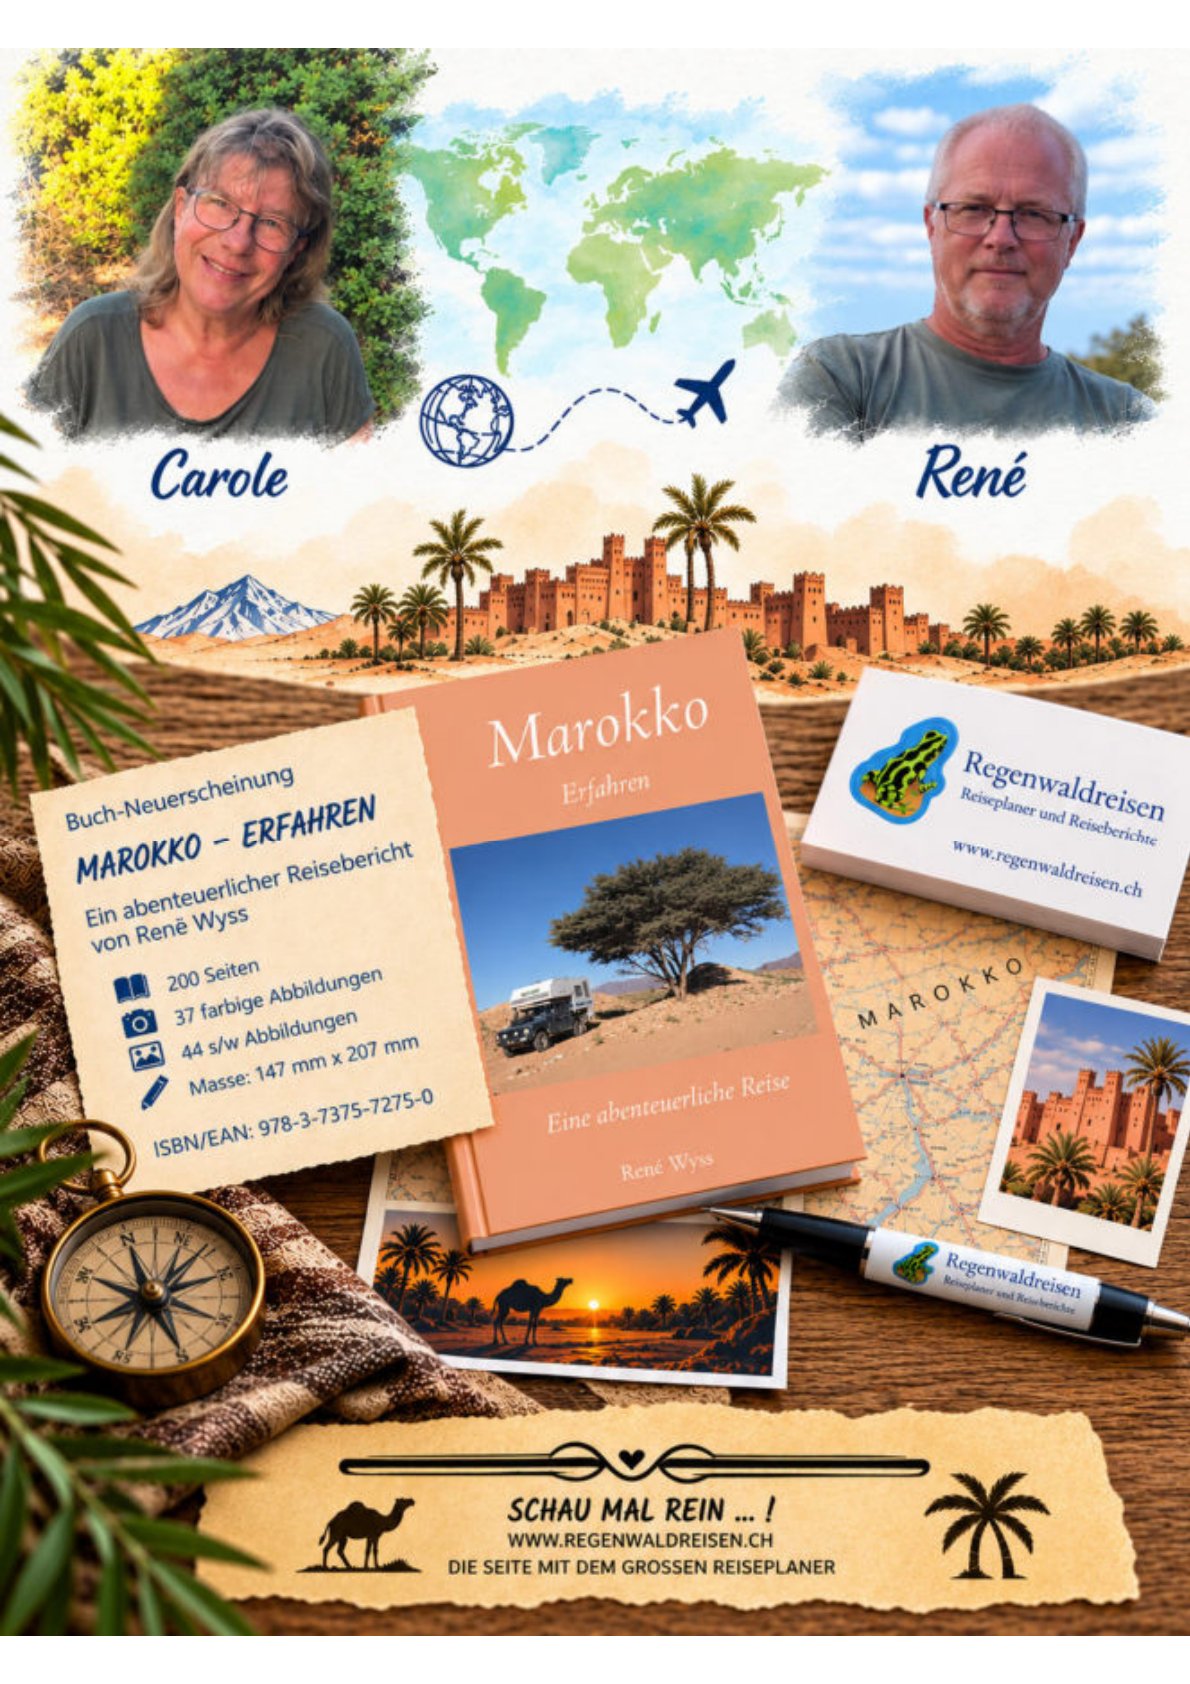 Carole
René
Marokko
Erfahren
Eine abenteuerliche Reise
René Wyss
Buch-Neuerscheinung
MAROKKO – ERFAHREN
Ein abenteuerlicher Reisebericht
von Renë Wyss
200 Seiten
37 farbige Abbildungen
44 s/w Abbildungen
Masse: 147 mm x 207 mm
ISBN/EAN: 978-3-7375-7275-0
Regenwaldreisen
Reiseplaner und Reiseberichte
www.regenwaldreisen.ch
MAROKKO
N
NE
Regenwaldreisen
Reiseplaner und Reiseberichte
SCHAU MAL REIN ... !
WWW.REGENWALDREISEN.CH
DIE SEITE MIT DEM GROSSEN REISEPLANER